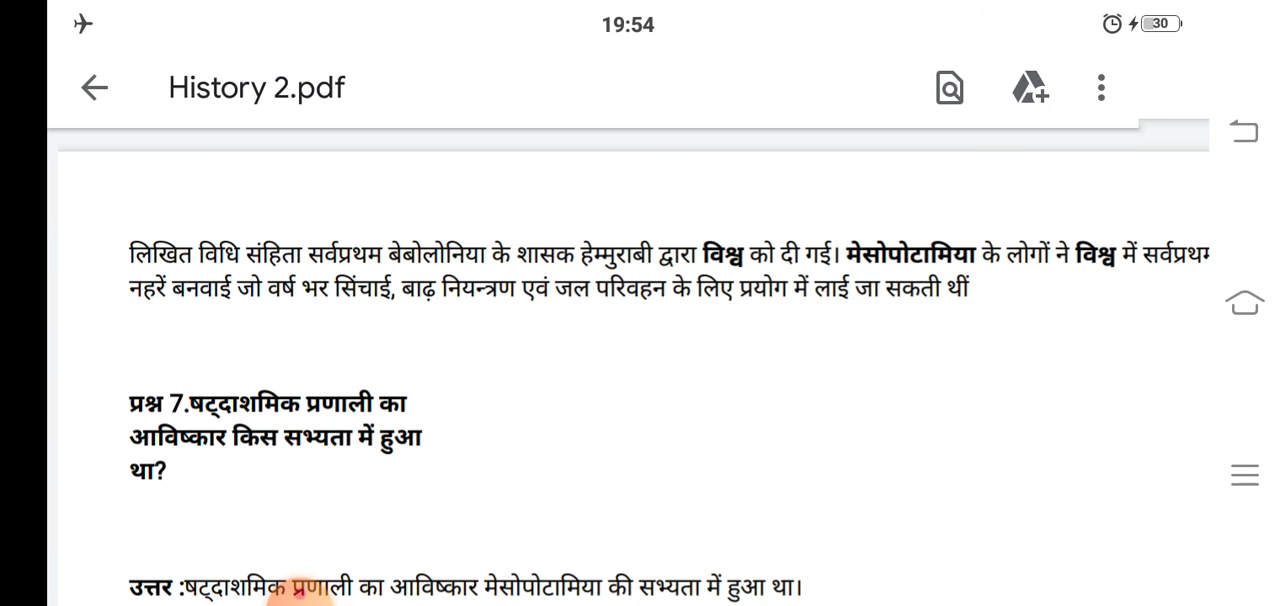 19:54
30
History 2.pdf
लिखित विधि संहिता सर्वप्रथम बेबोलोनिया के शासक हेम्मुराबी द्वारा विश्व को दी गई। मेसोपोटामिया के लोगों ने विश्व में सर्वप्रथम
नहरें बनवाई जो वर्ष भर सिंचाई, बाढ़ नियन्त्रण एवं जल परिवहन के लिए प्रयोग में लाई जा सकती थीं
प्रश्न 7.षट्दाशमिक प्रणाली का
आविष्कार किस सभ्यता में हुआ
था?
उत्तर :षट्दाशमिक प्रणाली का आविष्कार मेसोपोटामिया की सभ्यता में हुआ था।